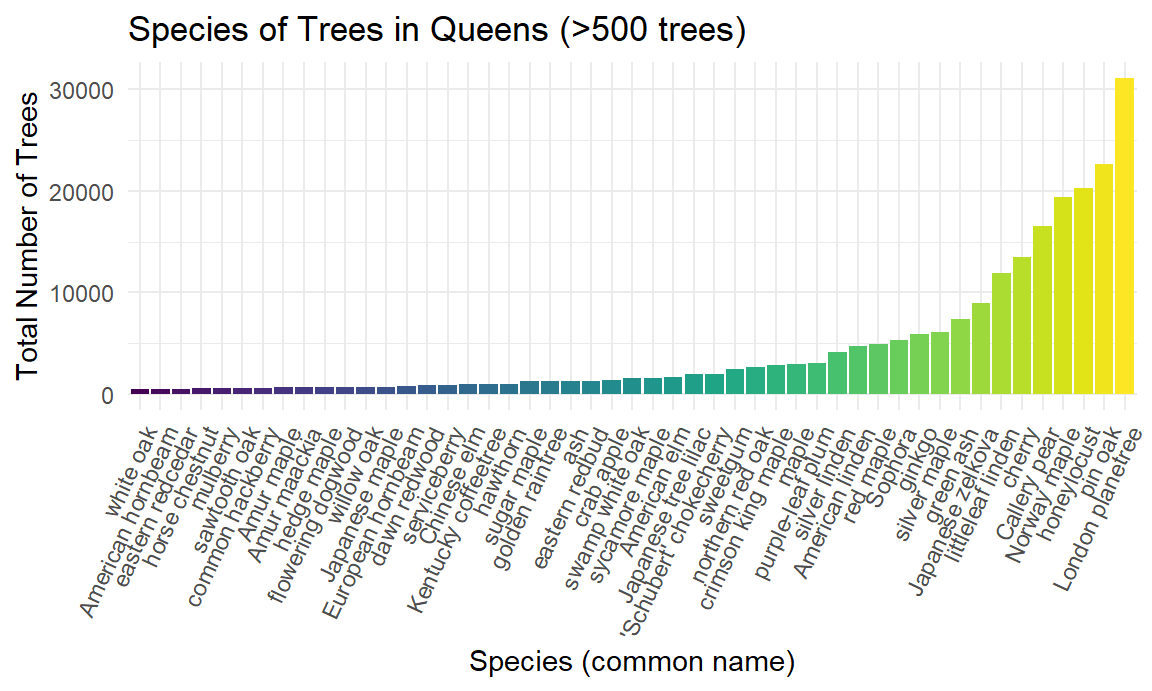 Species of Trees in Queens (>500 trees)
Total Number of Trees
30000
20000
10000
0
white oak
American hornbeam
eastern redcedar
horse chestnut
mulberry
sawtooth oak
common hackberry
Amur maple
Amur maackia
hedge maple
flowering dogwood
willow oak
Japanese maple
European hornbeam
dawn redwood
serviceberry
Chinese elm
Kentucky coffeetree
hawthorn
sugar maple
golden raintree
ash
eastern redbud
crab apple
swamp white oak
sycamore maple
American elm
Japanese tree lilac
'Schubert' chokecherry
sweetgum
northern red oak
crimson king maple
maple
purple-leaf plum
silver linden
American linden
red maple
Sophora
ginkgo
silver maple
green ash
Japanese zelkova
littleleaf linden
cherry
Callery pear
Norway maple
honeylocust
pin oak
London planetree
Species (common name)